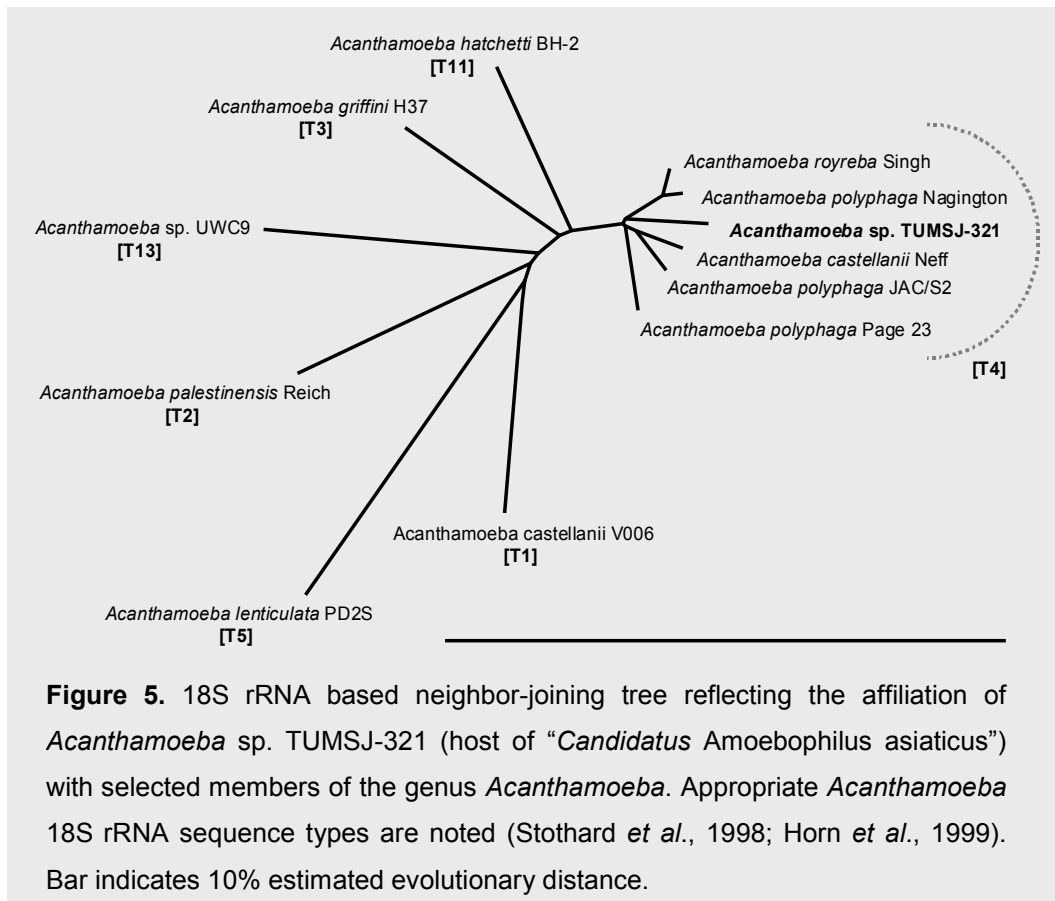 Acanthamoeba hatchetti BH-2
[T11]
Acanthamoeba griffini H37
[T3]
Acanthamoeba royreba Singh
Acanthamoeba polyphaga Nagington
Acanthamoeba sp. UWC9
[T13]
Acanthamoeba sp. TUMSJ-321
Acanthamoeba castellanii Neff
Acanthamoeba polyphaga JAC/S2
Acanthamoeba polyphaga Page 23
[T4]
Acanthamoeba palestinensis Reich
[T2]
Acanthamoeba castellanii V006
[T1]
Acanthamoeba lenticulata PD2S
[T5]
Figure 5. 18S rRNA based neighbor-joining tree reflecting the affiliation of
Acanthamoeba sp. TUMSJ-321 (host of “Candidatus Amoebophilus asiaticus”)
with selected members of the genus Acanthamoeba. Appropriate Acanthamoeba
18S rRNA sequence types are noted (Stothard et al., 1998; Horn et al., 1999).
Bar indicates 10% estimated evolutionary distance.